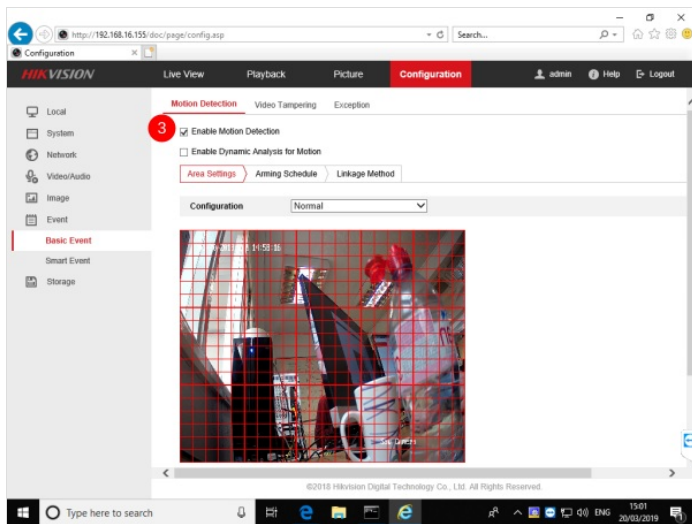 http://192.168.16.155/doc/page/config.asp
Search...
Configuration
HIKVISION
Live View
Playback
Picture
Configuration
admin
Help
Logout
Local
System
Network
Video/Audio
Image
Event
Basic Event
Smart Event
Storage
Motion Detection
Video Tampering
Exception
3
Enable Motion Detection
Enable Dynamic Analysis for Motion
Area Settings
Arming Schedule
Linkage Method
Configuration
Normal
©2018 Hikvision Digital Technology Co., Ltd. All Rights Reserved.
Type here to search
ENG
15:01
20/03/2019